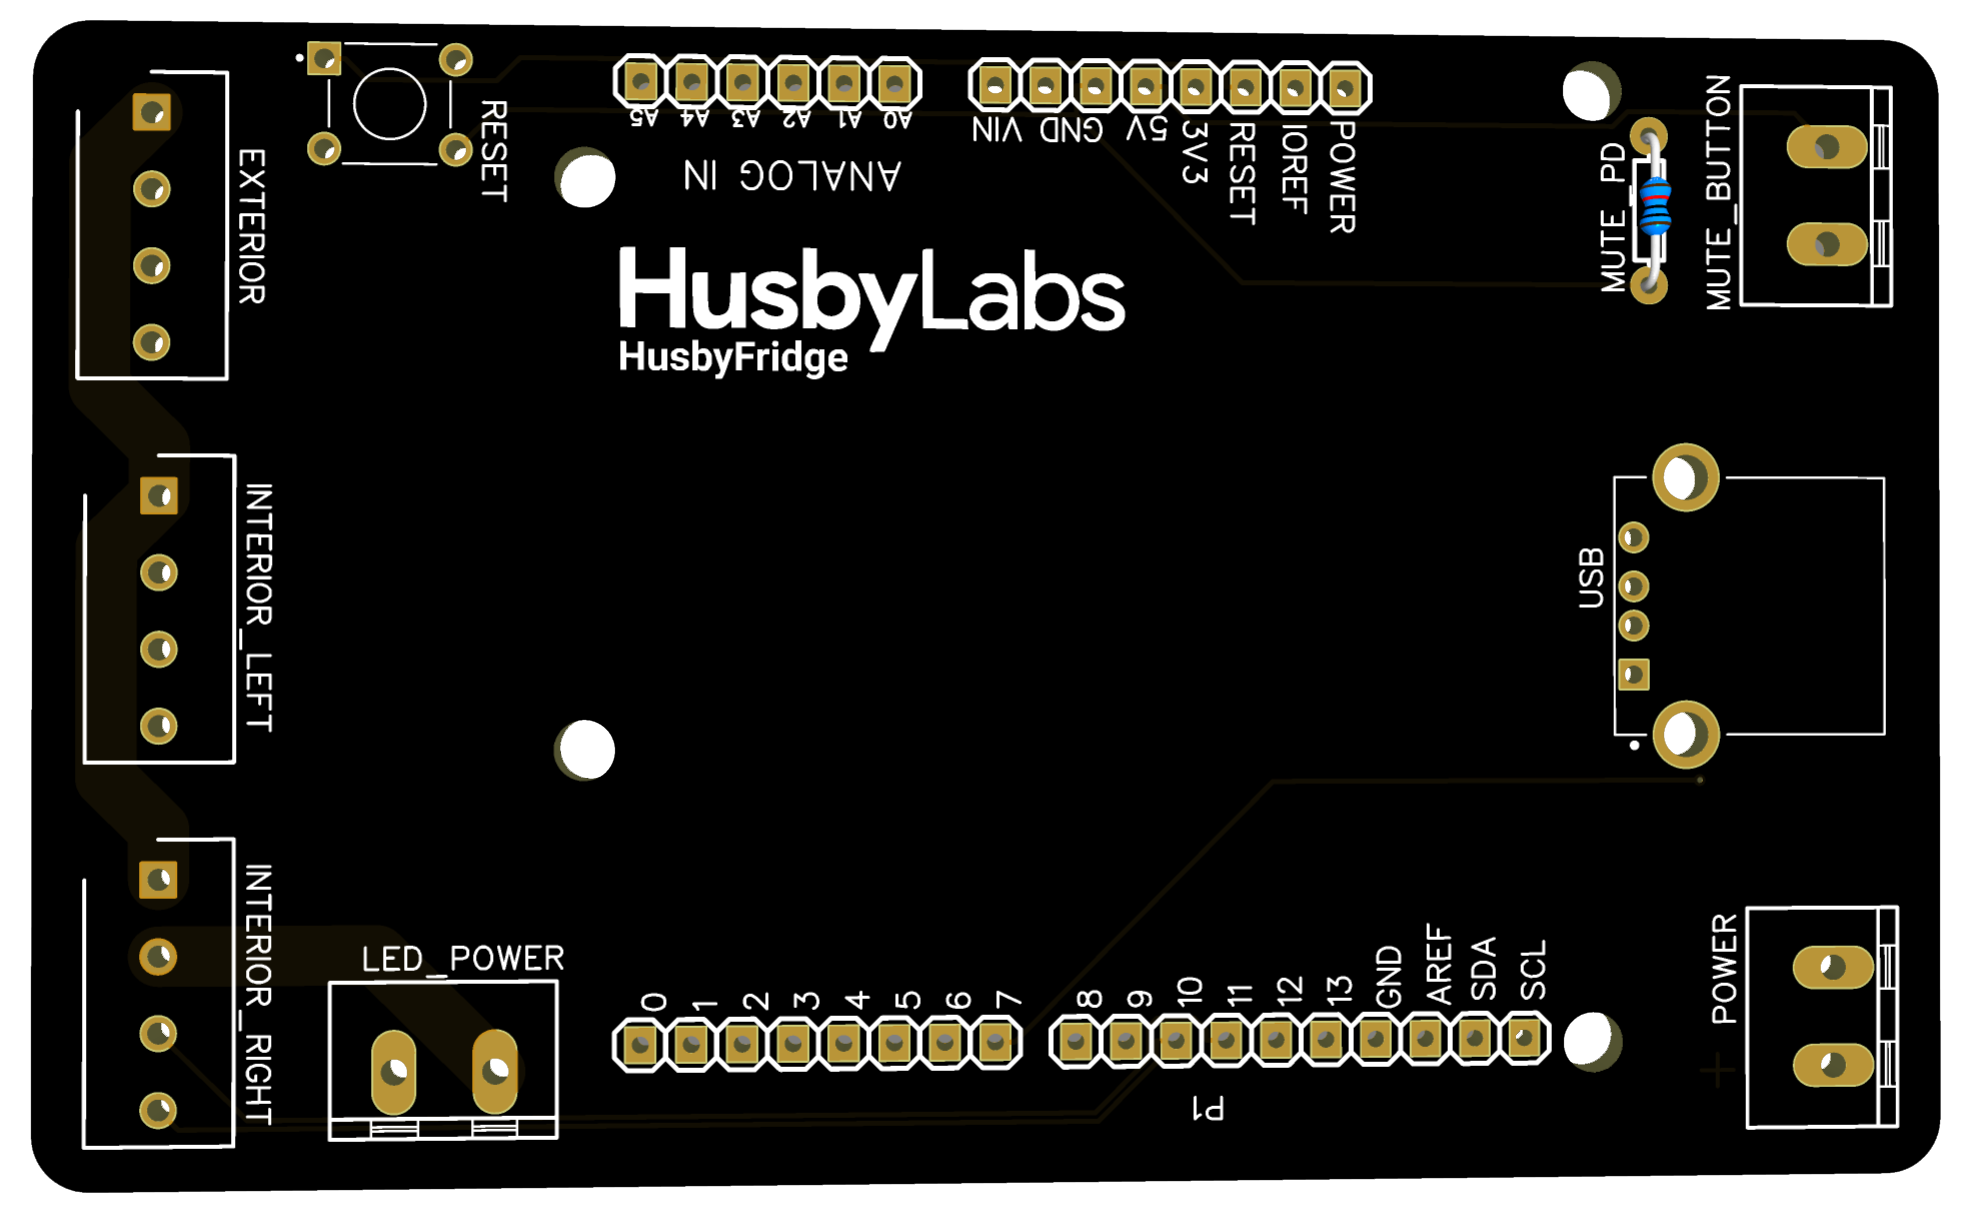 EXTERIOR
RESET
A5 A4 A3 A2 A1 A0
ANALOG IN
VIN
GND
5V
3V3
RESET
IOREF
POWER
MUTE_PD
MUTE_BUTTON
HusbyLabs
HusbyFridge
INTERIOR_LEFT
USB
INTERIOR_RIGHT
LED_POWER
0 1 2 3 4 5 6 7
8 9 10 11 12 13 GND AREF SDA SCL
P1
POWER
+